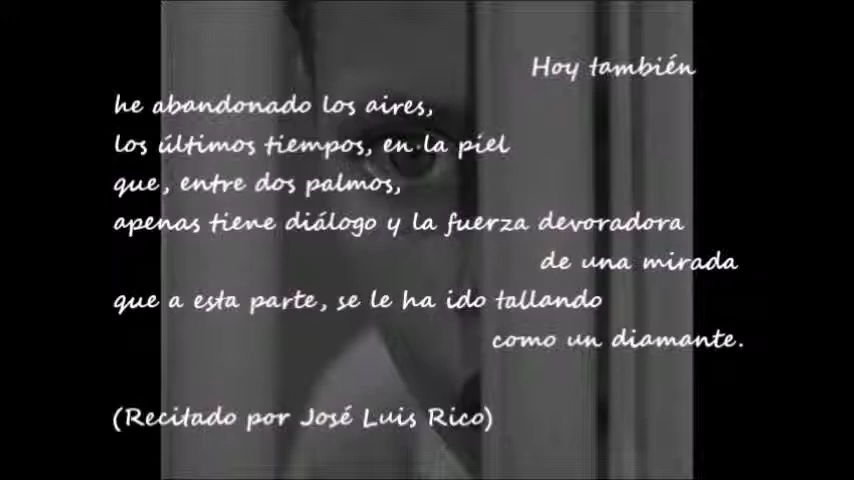 Hoy también
he abandonado los aires,
los últimos tiempos, en la piel
que, entre dos palmos,
apenas tiene diálogo y la fuerza devoradora
de una mirada
que a esta parte, se le ha ido tallando
como un diamante.
(Recitado por José Luis Rico)